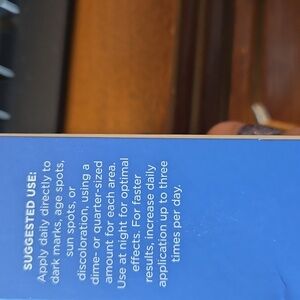 SUGGESTED USE:
Apply daily directly to
dark marks, age spots,
sun spots, or
discoloration, using a
dime- or quarter-sized
amount for each area.
Use at night for optimal
effects. For faster
results, increase daily
application up to three
times per day.